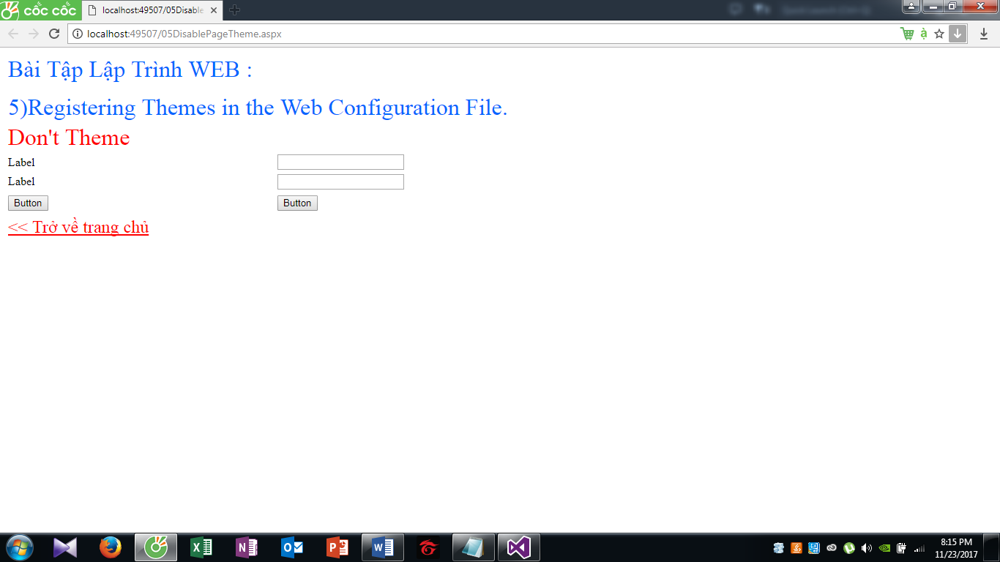 cốc cốc
localhost:49507/05Disable
localhost:49507/05DisablePageTheme.aspx
Bài Tập Lập Trình WEB :
5)Registering Themes in the Web Configuration File.
Don't Theme
Label
Label
Button Button
<< Trở về trang chủ
8:15 PM
11/23/2017